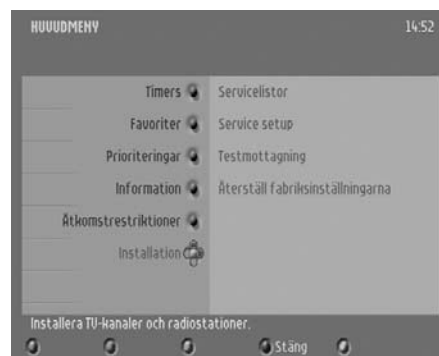 HUVUDMENY 14:52
Timers Servicelistor
Favoriter Service setup
Prioriteringar Testmottagning
Information Återställ fabriksinställningarna
Åtkomstrestriktioner
Installation
Installera TV-kanaler och radiostationer.
Stäng